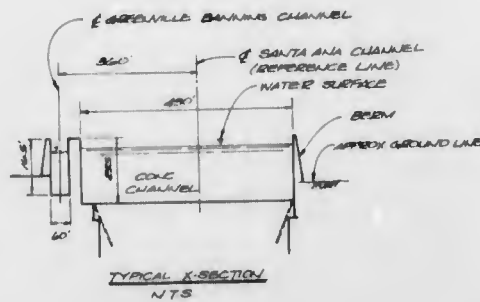 ℄ GREENVILLE BANNING CHANNEL
360'
℄ SANTA ANA CHANNEL
(REFERENCE LINE)
WATER SURFACE
450'
BERM
APPROX GROUND LINE
CONC
CHANNEL
60'
TYPICAL X-SECTION
NTS